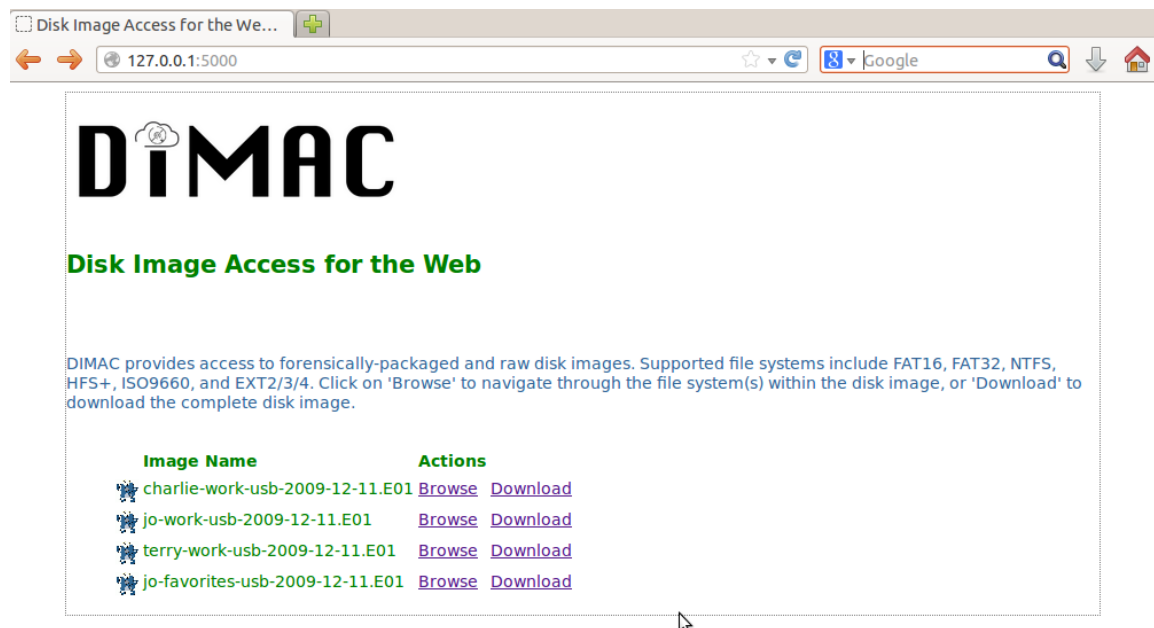 Disk Image Access for the We...
127.0.0.1:5000
8 Google
DiMAC
Disk Image Access for the Web
DIMAC provides access to forensically-packaged and raw disk images. Supported file systems include FAT16, FAT32, NTFS,
HFS+, ISO9660, and EXT2/3/4. Click on 'Browse' to navigate through the file system(s) within the disk image, or 'Download' to
download the complete disk image.
Image Name Actions
charlie-work-usb-2009-12-11.E01 Browse Download
jo-work-usb-2009-12-11.E01 Browse Download
terry-work-usb-2009-12-11.E01 Browse Download
jo-favorites-usb-2009-12-11.E01 Browse Download